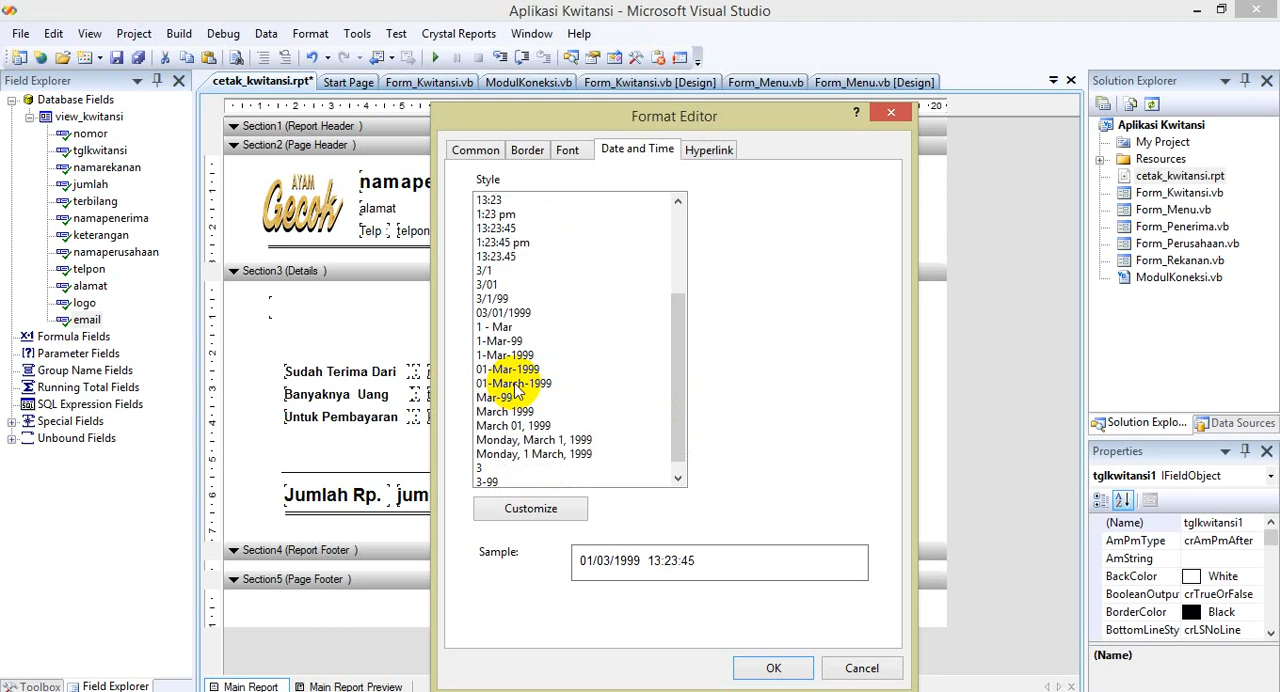 Aplikasi Kwitansi - Microsoft Visual Studio
File Edit View Project Build Debug Data Format Tools Test Crystal Reports Window Help
Field Explorer
Database Fields
view_kwitansi
nomor
tglkwitansi
namarekanan
jumlah
terbilang
namapenerima
keterangan
namaperusahaan
telpon
alamat
logo
email
Formula Fields
Parameter Fields
Group Name Fields
Running Total Fields
SQL Expression Fields
Special Fields
Unbound Fields
Toolbox Field Explorer
cetak_kwitansi.rpt* Start Page Form_Kwitansi.vb ModulKoneksi.vb Form_Kwitansi.vb [Design] Form_Menu.vb Form_Menu.vb [Design]
Section1 (Report Header )
Section2 (Page Header )
AYAM
Gecok
namape
alamat
Telp : telpon
Section3 (Details )
Sudah Terima Dari :
Banyaknya Uang :
Untuk Pembayaran :
Jumlah Rp. jum
Section4 (Report Footer )
Section5 (Page Footer )
Main Report Main Report Preview
Format Editor
Common Border Font Date and Time Hyperlink
Style
13:23
1:23 pm
13:23:45
1:23:45 pm
13:23.45
3/1
3/01
3/1/99
03/01/1999
1 - Mar
1-Mar-99
1-Mar-1999
01-Mar-1999
01-March-1999
Mar-99
March 1999
March 01, 1999
Monday, March 1, 1999
Monday, 1 March, 1999
3
3-99
Customize
Sample:
01/03/1999 13:23:45
OK Cancel
Solution Explorer
Aplikasi Kwitansi
My Project
Resources
cetak_kwitansi.rpt
Form_Kwitansi.vb
Form_Menu.vb
Form_Penerima.vb
Form_Perusahaan.vb
Form_Rekanan.vb
ModulKoneksi.vb
Solution Explo... Data Sources
Properties
tglkwitansi1 IFieldObject
(Name) tglkwitansi1
AmPmType crAmPmAfter
AmString
BackColor White
BooleanOutpu crTrueOrFalse
BorderColor Black
BottomLineSty crLSNoLine
(Name)